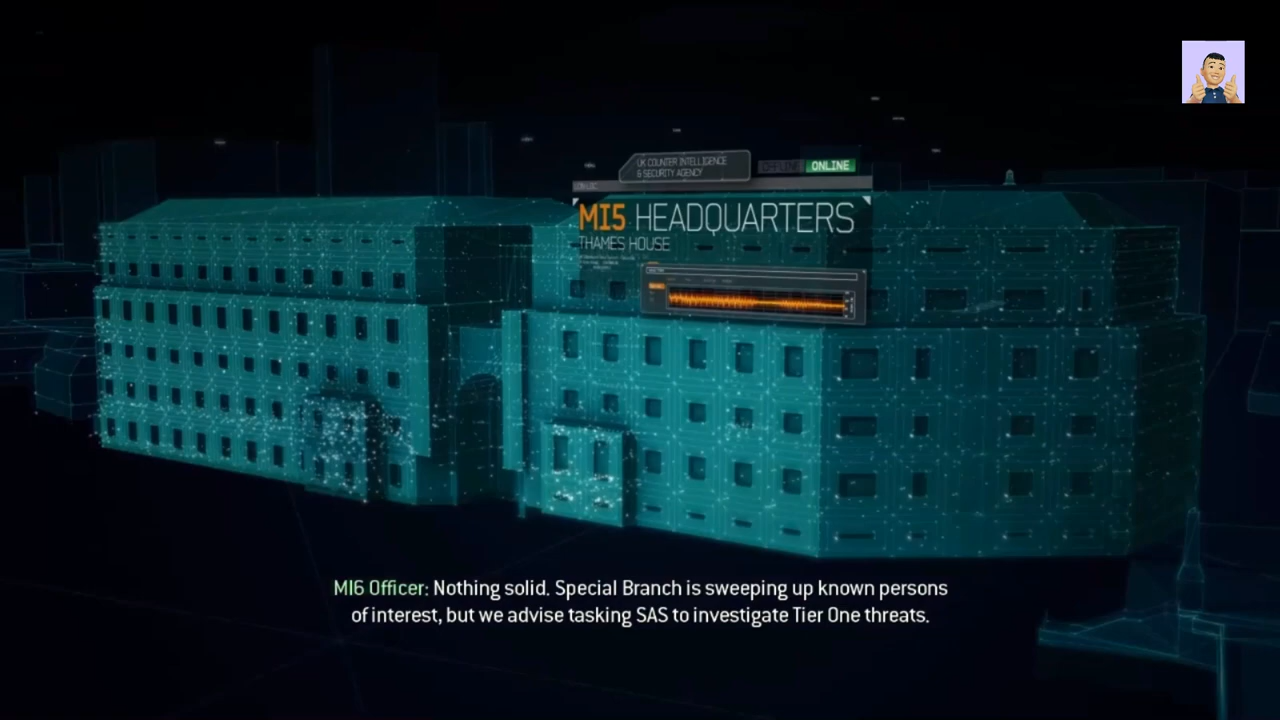 UK COUNTER INTELLIGENCE
& SECURITY AGENCY
OFFLINE ONLINE
MI5 HEADQUARTERS
THAMES HOUSE
MI6 Officer: Nothing solid. Special Branch is sweeping up known persons
of interest, but we advise tasking SAS to investigate Tier One threats.